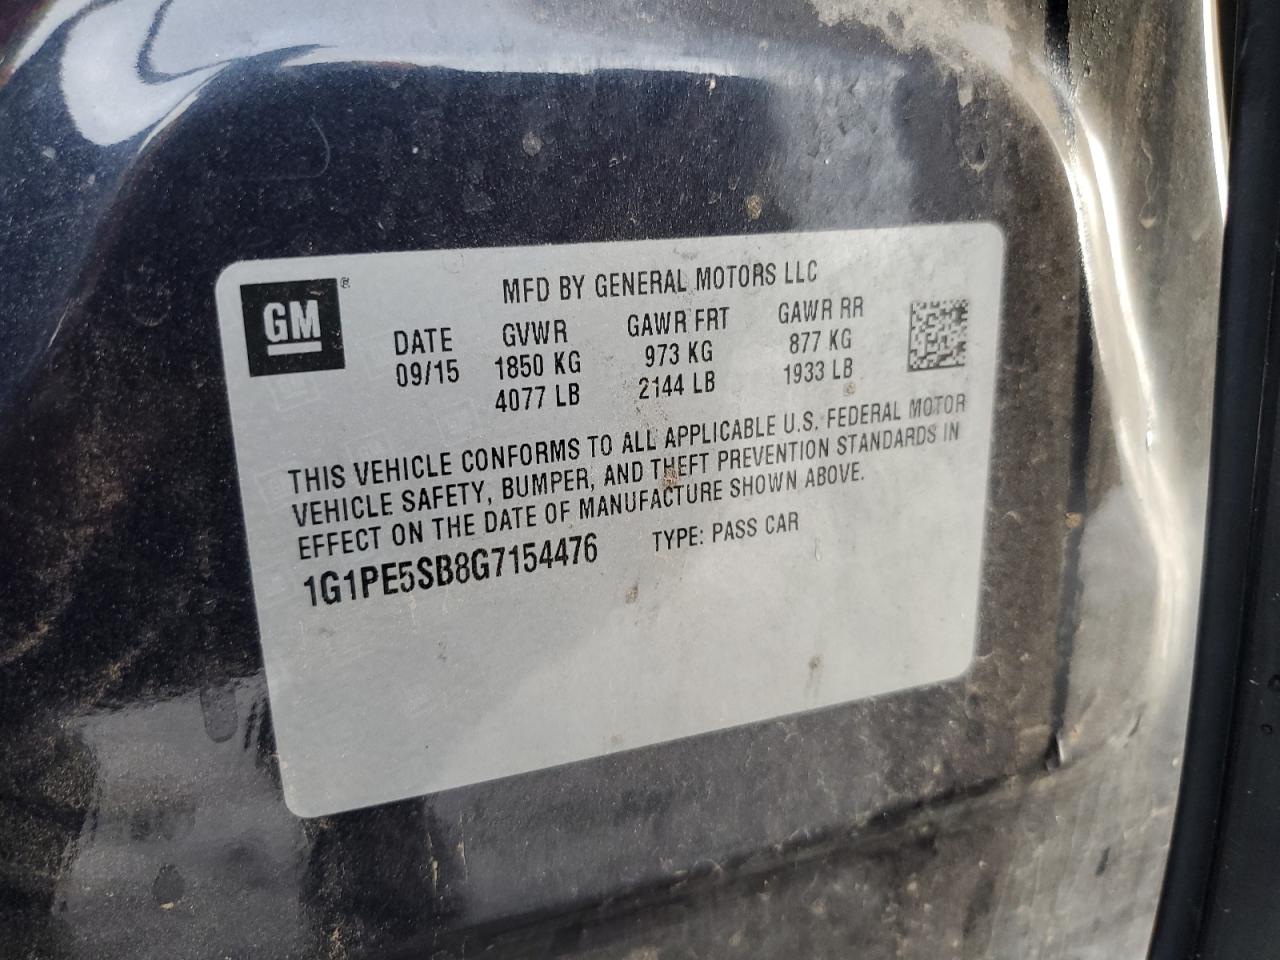 GM ®
MFD BY GENERAL MOTORS LLC
DATE GVWR GAWR FRT GAWR RR
09/15 1850 KG 973 KG 877 KG
4077 LB 2144 LB 1933 LB
THIS VEHICLE CONFORMS TO ALL APPLICABLE U.S. FEDERAL MOTOR
VEHICLE SAFETY, BUMPER, AND THEFT PREVENTION STANDARDS IN
EFFECT ON THE DATE OF MANUFACTURE SHOWN ABOVE.
1G1PE5SB8G7154476 TYPE: PASS CAR